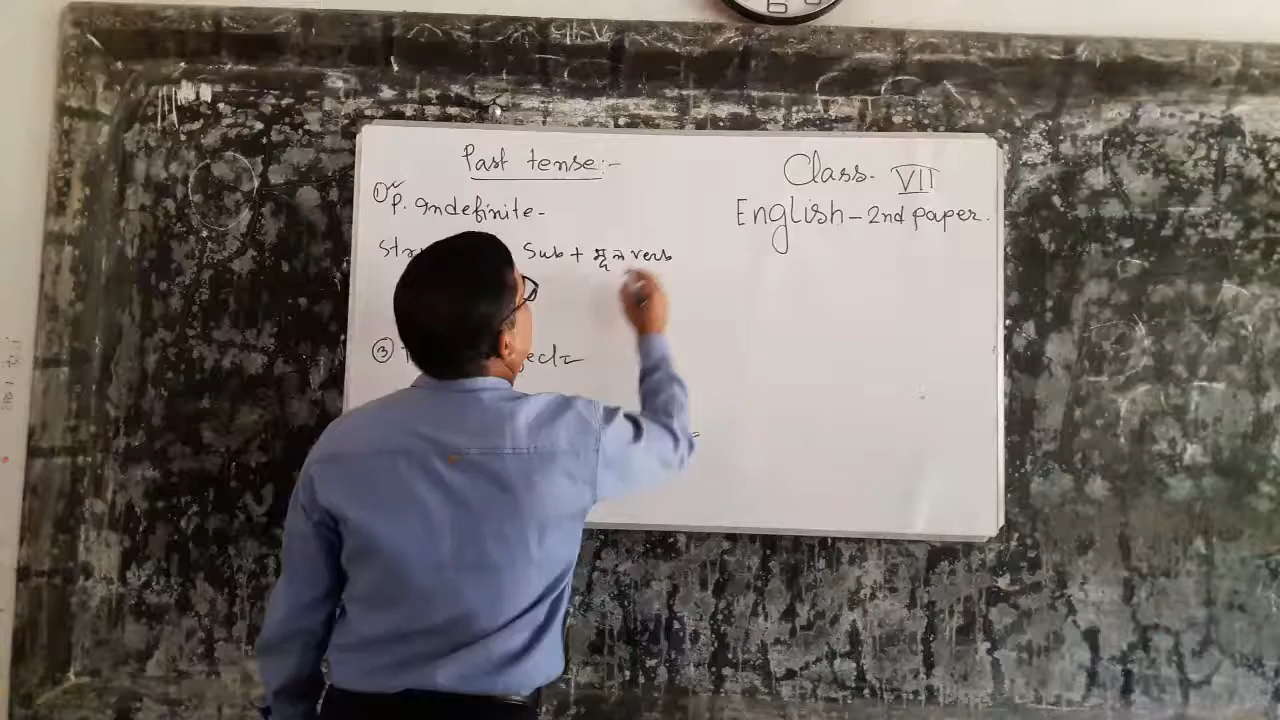 Past tense:-
Class- VII
① P. Indefinite-
English-2nd paper.
Sub + মূল verb
③